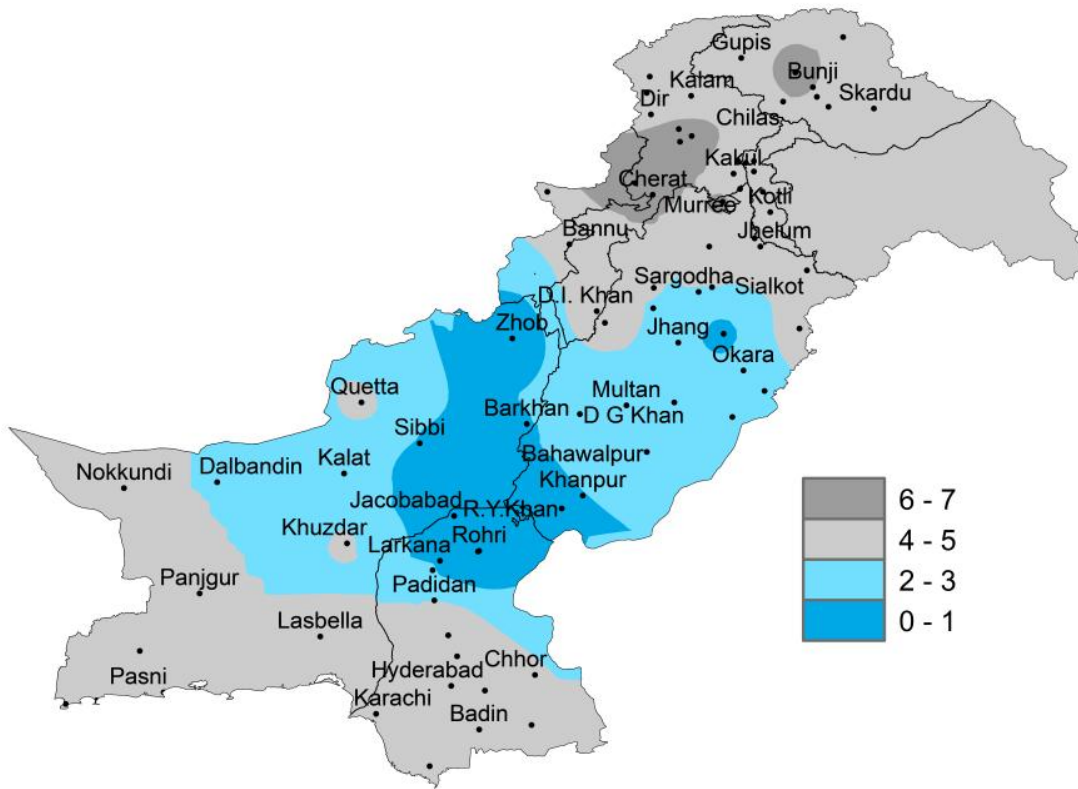 Gupis
Bunji
Kalam
Skardu
Dir
Chilas
Kakul
Cherat
Kotli
Murree
Bannu
Jhelum
Sargodha
Sialkot
D.I. Khan
Zhob
Jhang
Okara
Quetta
Multan
Barkhan
D G Khan
Sibbi
Bahawalpur
Nokkundi
Dalbandin
Kalat
Khanpur
Jacobabad
R.Y.Khan
Khuzdar
Rohri
Larkana
Panjgur
Padidan
Lasbella
Pasni
Hyderabad
Chhor
Karachi
Badin
6 - 7
4 - 5
2 - 3
0 - 1